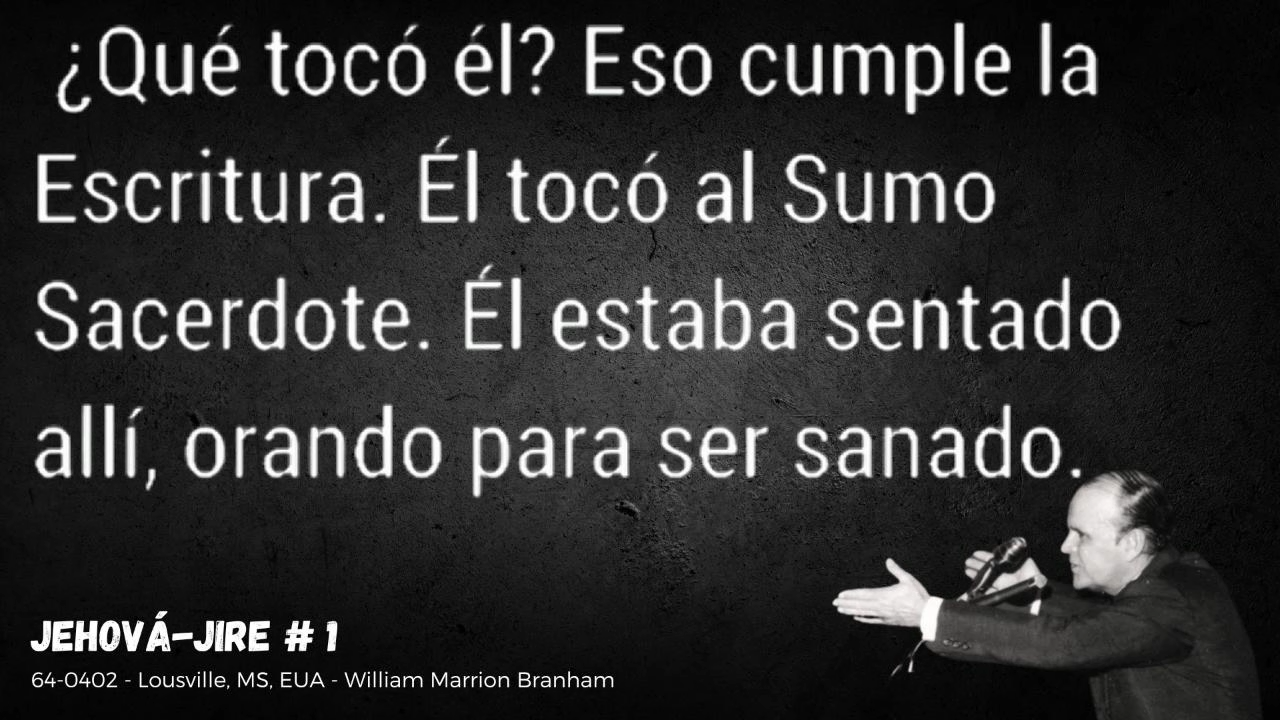 ¿Qué tocó él? Eso cumple la
Escritura. Él tocó al Sumo
Sacerdote. Él estaba sentado
allí, orando para ser sanado.
JEHOVÁ-JIRE # 1
64-0402 - Lousville, MS, EUA - William Marrion Branham